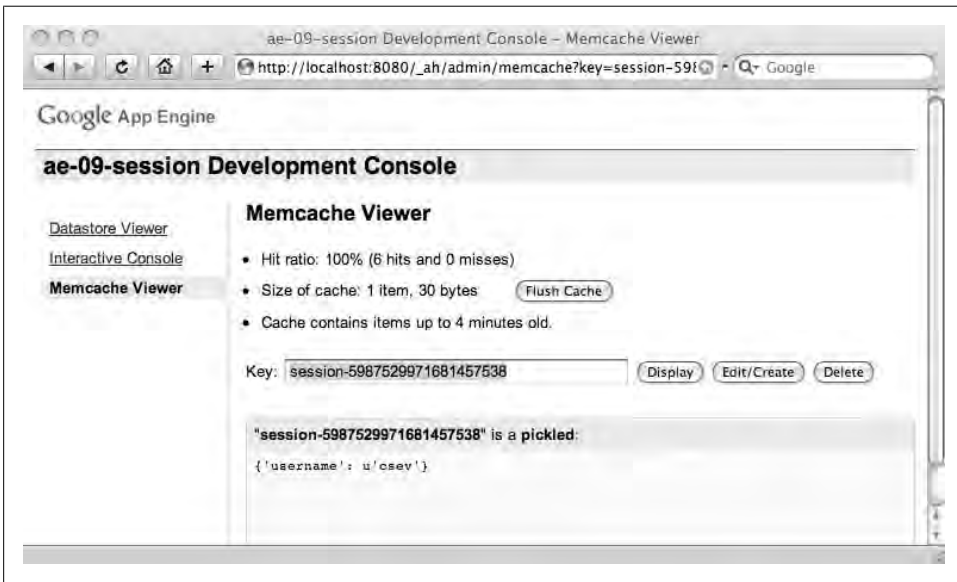 ae-09-session Development Console – Memcache Viewer
http://localhost:8080/_ah/admin/memcache?key=session-598
Google
Google App Engine
ae-09-session Development Console
Datastore Viewer
Interactive Console
Memcache Viewer
Memcache Viewer
• Hit ratio: 100% (6 hits and 0 misses)
• Size of cache: 1 item, 30 bytes Flush Cache
• Cache contains items up to 4 minutes old.
Key: session-5987529971681457538 Display Edit/Create Delete
"session-5987529971681457538" is a pickled:
{'username': u'csev'}